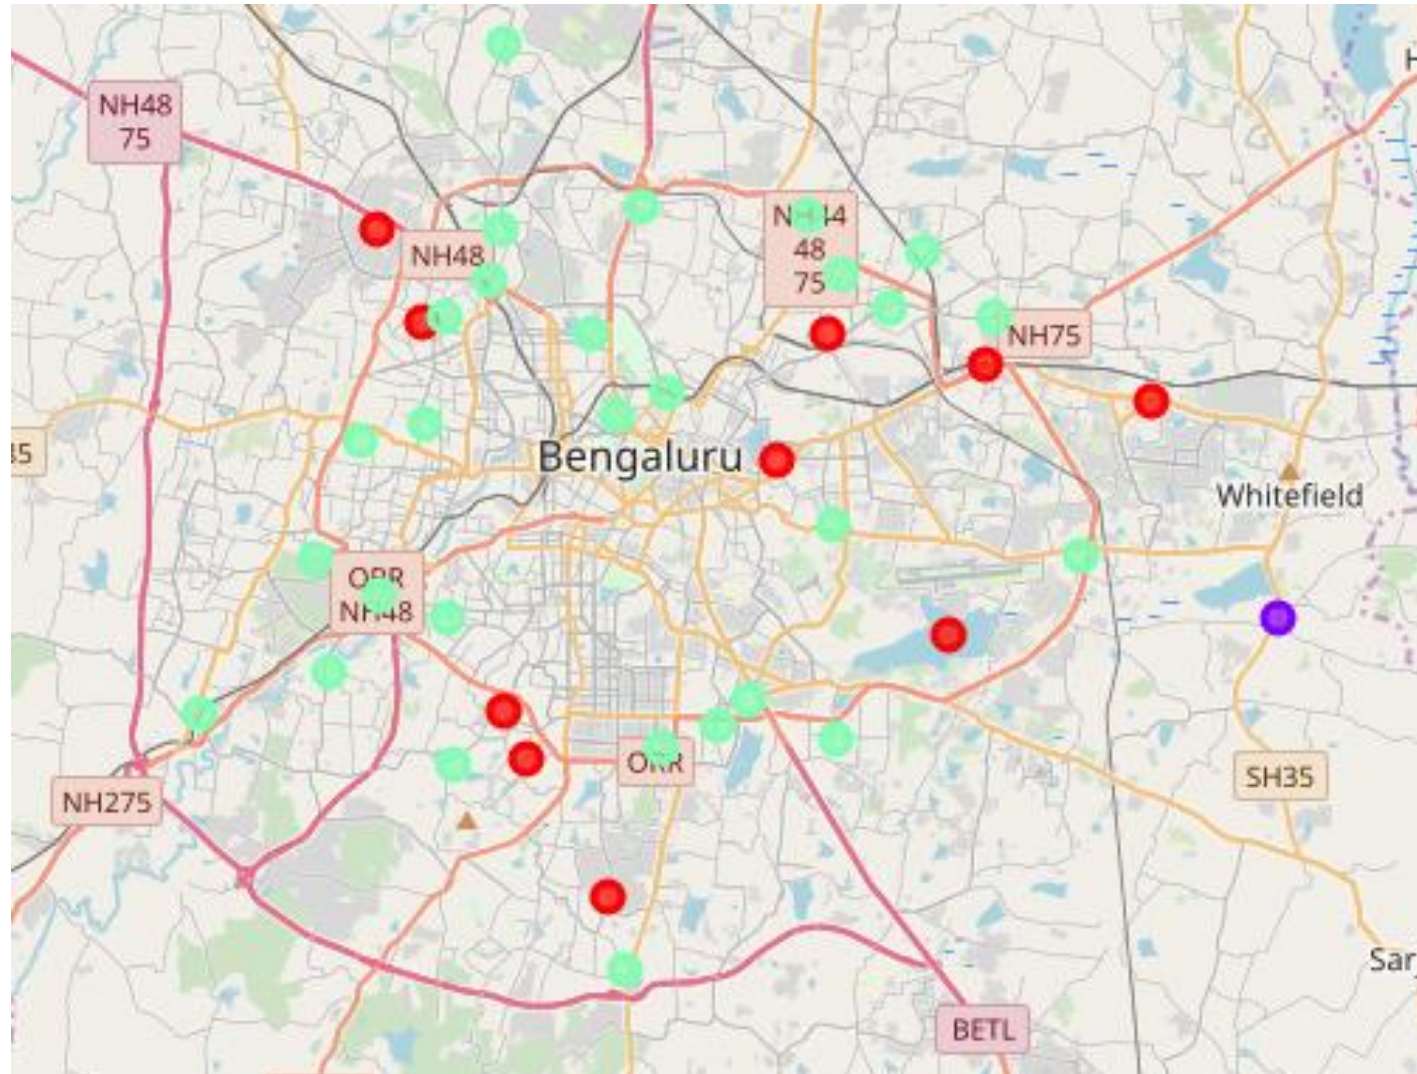 H
NH48
75
NH44
48
75
NH48
NH75
Bengaluru
35
Whitefield
ORR
NH48
ORR
SH35
NH275
Sar
BETL